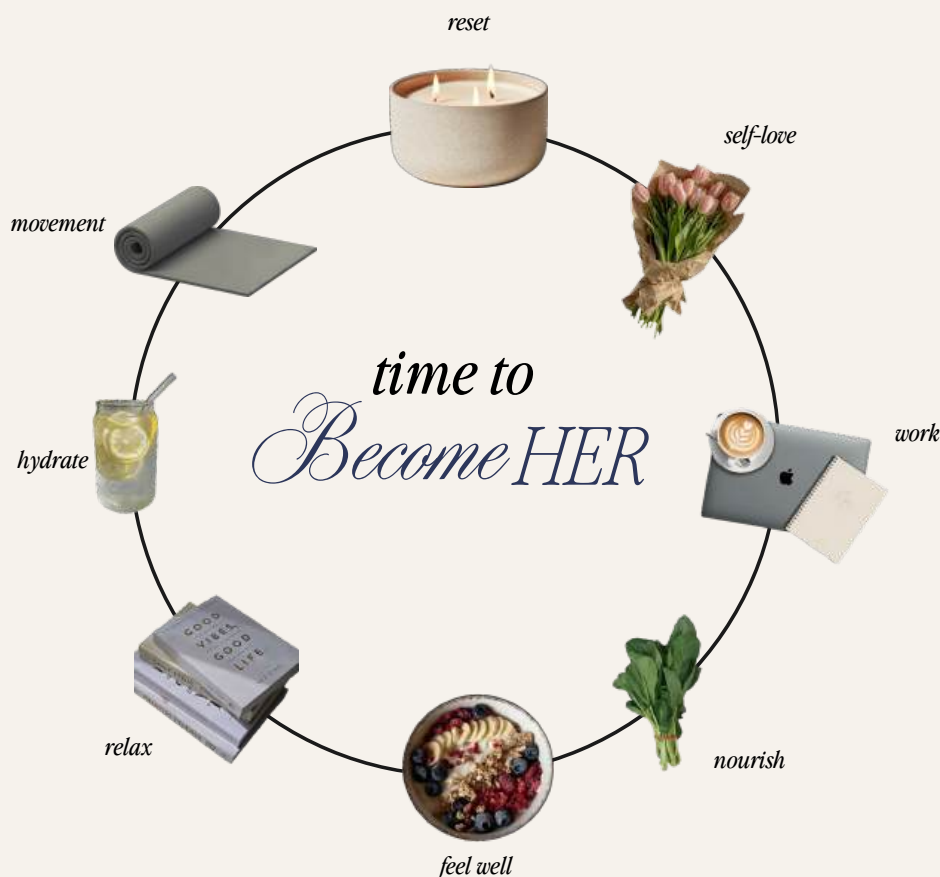 reset
self-love
movement
time to
Become HER
work
hydrate
GOOD
VIBES,
GOOD
LIFE
relax
nourish
feel well